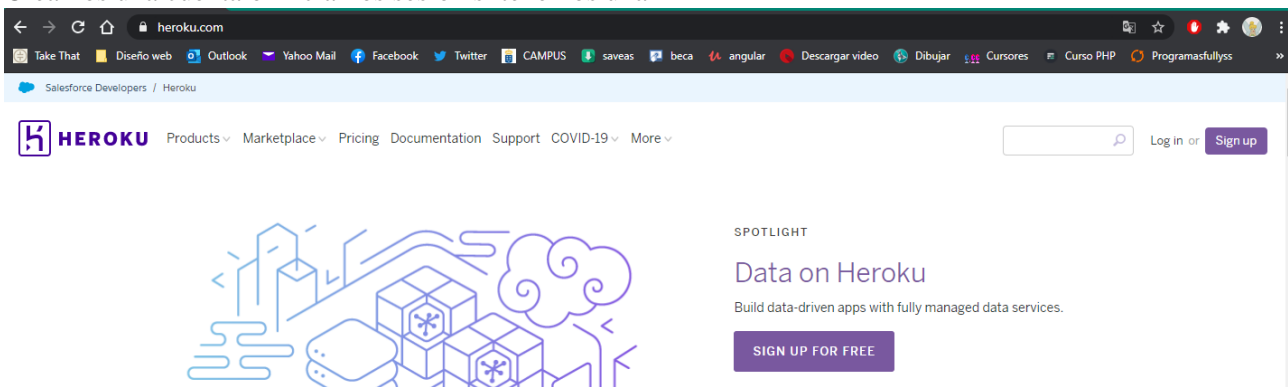 heroku.com
Take That Diseño web Outlook Yahoo Mail Facebook Twitter CAMPUS saveas beca angular Descargar video Dibujar Cursores Curso PHP Programasfullyss »
Salesforce Developers / Heroku
HEROKU Products Marketplace Pricing Documentation Support COVID-19 More Log in or Sign up
SPOTLIGHT
Data on Heroku
Build data-driven apps with fully managed data services.
SIGN UP FOR FREE